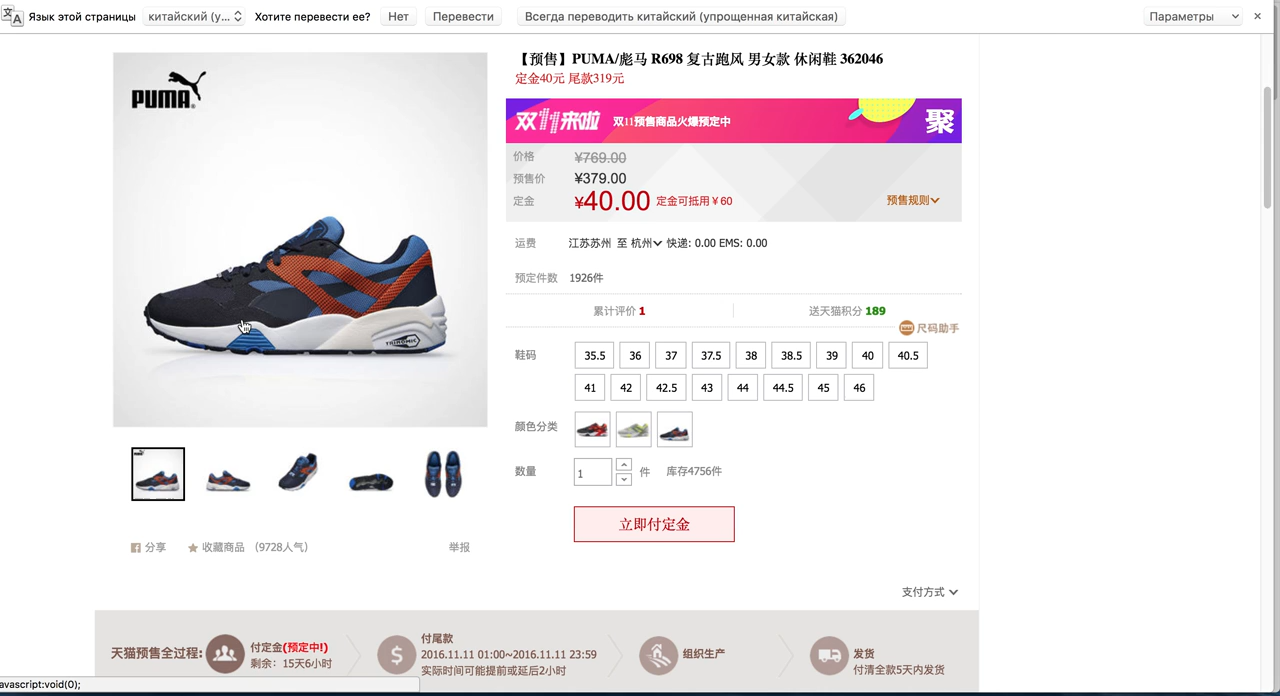 Язык этой страницы китайский (у... Хотите перевести ее? Нет Перевести Всегда переводить китайский (упрощенная китайская) Параметры
【预售】PUMA/彪马 R698 复古跑风 男女款 休闲鞋 362046
定金40元 尾款319元
PUMA
双11来啦 双11预售商品火爆预定中 聚
价格 ¥769.00
预售价 ¥379.00
定金 ¥40.00 定金可抵用￥60 预售规则
运费 江苏苏州 至 杭州 快递: 0.00 EMS: 0.00
预定件数 1926件
累计评价 1 送天猫积分 189
尺码助手
鞋码 35.5 36 37 37.5 38 38.5 39 40 40.5
41 42 42.5 43 44 44.5 45 46
颜色分类
数量 1 件 库存4756件
立即付定金
分享 收藏商品 (9728人气) 举报
支付方式
天猫预售全过程:
付定金(预定中!)
剩余: 15天6小时
付尾款
2016.11.11 01:00~2016.11.11 23:59
实际时间可能提前或延后2小时
组织生产
发货
付清全款5天内发货
avascript:void(0);